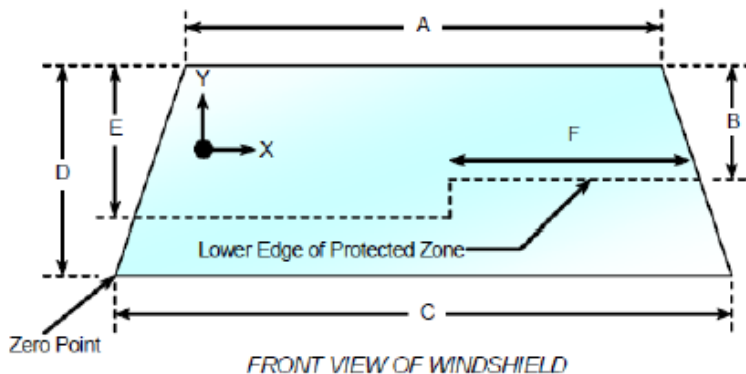 A
Y
E
B
X
F
D
Lower Edge of Protected Zone
C
Zero Point
FRONT VIEW OF WINDSHIELD